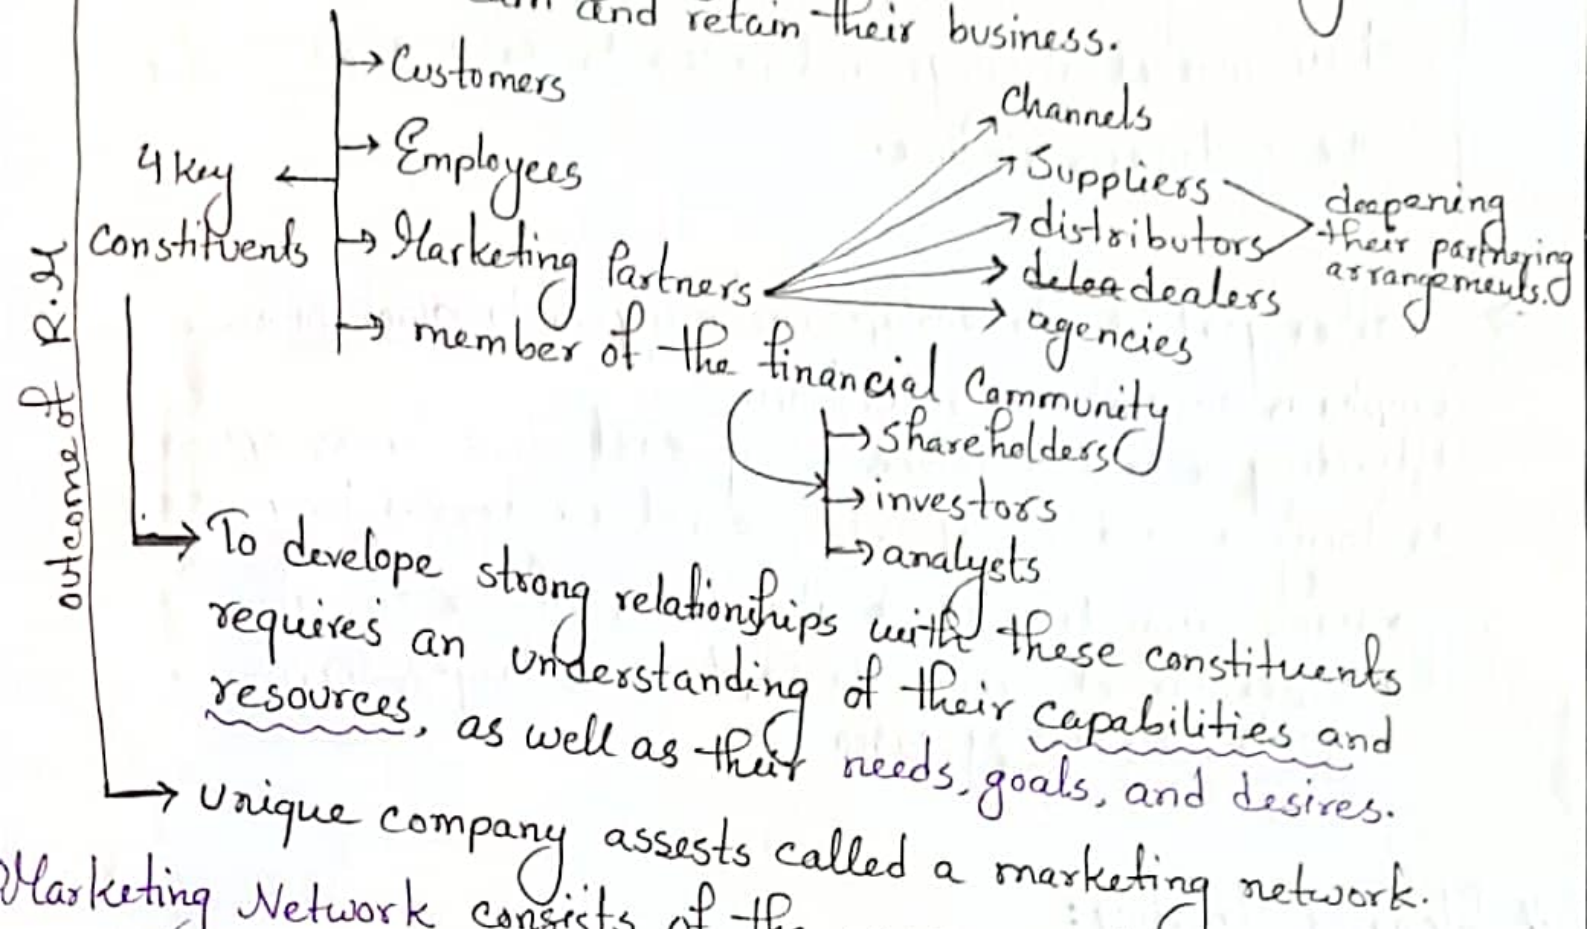 and retain their business.
Customers
Employees
4 key
constituents
Marketing Partners
Channels
Suppliers
distributors
dealers
agencies
deepening
their partnering
arrangements.
member of the financial Community
shareholders
investors
analysts
outcome of R.M
To develope strong relationships with these constituents
requires an understanding of their capabilities and
resources, as well as their needs, goals, and desires.
unique company assests called a marketing network.
Marketing Network consists of the